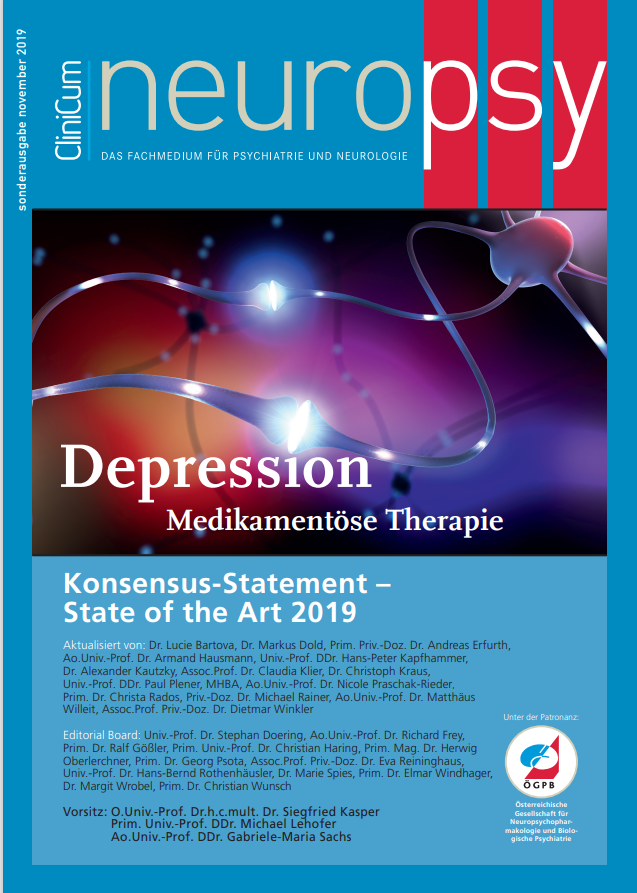 sonderausgabe november 2019
CliniCum
neuropsy
DAS FACHMEDIUM FÜR PSYCHIATRIE UND NEUROLOGIE
Depression
Medikamentöse Therapie
Konsensus-Statement –
State of the Art 2019
Aktualisiert von: Dr. Lucie Bartova, Dr. Markus Dold, Prim. Priv.-Doz. Dr. Andreas Erfurth,
Ao.Univ.-Prof. Dr. Armand Hausmann, Univ.-Prof. DDr. Hans-Peter Kapfhammer,
Dr. Alexander Kautzky, Assoc.Prof. Dr. Claudia Klier, Dr. Christoph Kraus,
Univ.-Prof. DDr. Paul Plener, MHBA, Ao.Univ.-Prof. Dr. Nicole Praschak-Rieder,
Prim. Dr. Christa Rados, Priv.-Doz. Dr. Michael Rainer, Ao.Univ.-Prof. Dr. Matthäus
Willeit, Assoc.Prof. Priv.-Doz. Dr. Dietmar Winkler
Editorial Board: Univ.-Prof. Dr. Stephan Doering, Ao.Univ.-Prof. Dr. Richard Frey,
Prim. Dr. Ralf Gößler, Prim. Univ.-Prof. Dr. Christian Haring, Prim. Mag. Dr. Herwig
Oberlerchner, Prim. Dr. Georg Psota, Assoc.Prof. Priv.-Doz. Dr. Eva Reininghaus,
Univ.-Prof. Dr. Hans-Bernd Rothenhäusler, Dr. Marie Spies, Prim. Dr. Elmar Windhager,
Dr. Margit Wrobel, Prim. Dr. Christian Wunsch
Vorsitz: O.Univ.-Prof. Dr.h.c.mult. Dr. Siegfried Kasper
Prim. Univ.-Prof. DDr. Michael Lehofer
Ao.Univ.-Prof. DDr. Gabriele-Maria Sachs
Unter der Patronanz:
ÖGPB
Österreichische
Gesellschaft für
Neuropsychophar-
makologie und Biolo-
gische Psychiatrie